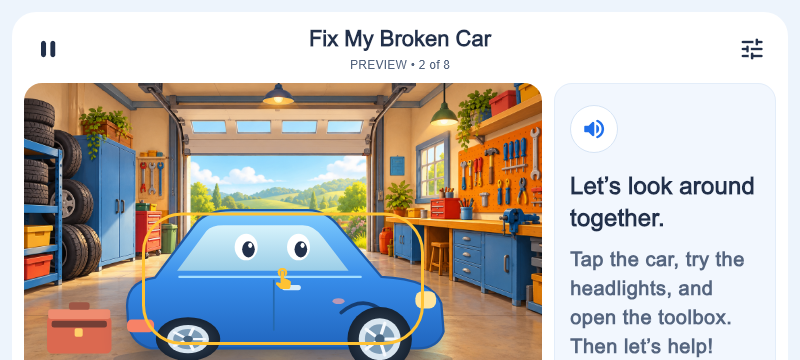 Fix My Broken Car
PREVIEW • 2 of 8
Let’s look around
together.
Tap the car, try the
headlights, and
open the toolbox.
Then let’s help!